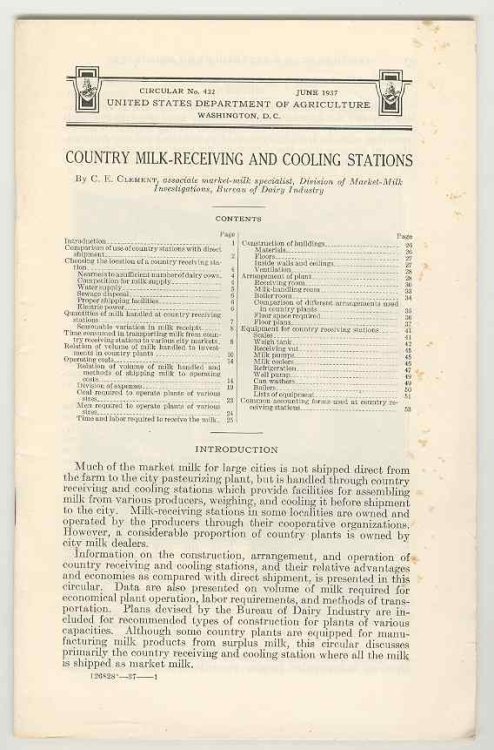 CIRCULAR No. 432 JUNE 1937
UNITED STATES DEPARTMENT OF AGRICULTURE
WASHINGTON, D. C.
COUNTRY MILK-RECEIVING AND COOLING STATIONS
By C. E. CLEMENT, associate market-milk specialist, Division of Market-Milk
Investigations, Bureau of Dairy Industry
CONTENTS
Page
Introduction 1
Comparison of use of country stations with direct
shipment 2
Choosing the location of a country receiving sta-
tion 4
Nearness to a sufficient number of dairy cows 4
Competition for milk supply 4
Water supply 5
Sewage disposal
Proper shipping facilities 6
Electric power 6
Quantities of milk handled at country receiving
stations 7
Seasonable variation in milk receipts 8
Time consumed in transporting milk from coun-
try receiving stations to various city markets 8
Relation of volume of milk handled to invest-
ments in country plants 10
Operating costs 14
Relation of volume of milk handled and
methods of shipping milk to operating
costs 14
Division of expenses 19
Coal required to operate plants of various
sizes 23
Men required to operate plants of various
sizes 24
Time and labor required to receive the milk 25
Page
Construction of buildings 26
Materials 26
Floors 27
Inside walls and ceilings 27
Ventilation 28
Arrangement of plant 28
Receiving room 30
Milk-handling room 33
Boiler room 34
Comparison of different arrangements used
in country plants 35
Floor space required 36
Floor plans 37
Equipment for country receiving stations 41
Scales 41
Weigh tank 42
Receiving vat
Milk pumps 45
Milk coolers 45
Refrigeration 45
Wall pump
Can washers 49
Boilers 50
Lists of equipment 51
Common accounting forms used at country re-
ceiving stations 53
INTRODUCTION
Much of the market milk for large cities is not shipped direct from
the farm to the city pasteurizing plant, but is handled through country
receiving and cooling stations which provide facilities for assembling
milk from various producers, weighing, and cooling it before shipment
to the city. Milk-receiving stations in some localities are owned and
operated by the producers through their cooperative organizations.
However, a considerable proportion of country plants is owned by
city milk dealers.
Information on the construction, arrangement, and operation of
country receiving and cooling stations, and their relative advantages
and economies as compared with direct shipment, is presented in this
circular. Data are also presented on volume of milk required for
economical plant operation, labor requirements, and methods of trans-
portation. Plans devised by the Bureau of Dairy Industry are in-
cluded for recommended types of construction for plants of various
capacities. Although some country plants are equipped for manu-
facturing milk products from surplus milk, this circular discusses
primarily the country receiving and cooling station where all the milk
is shipped as market milk.
126828°—37——1